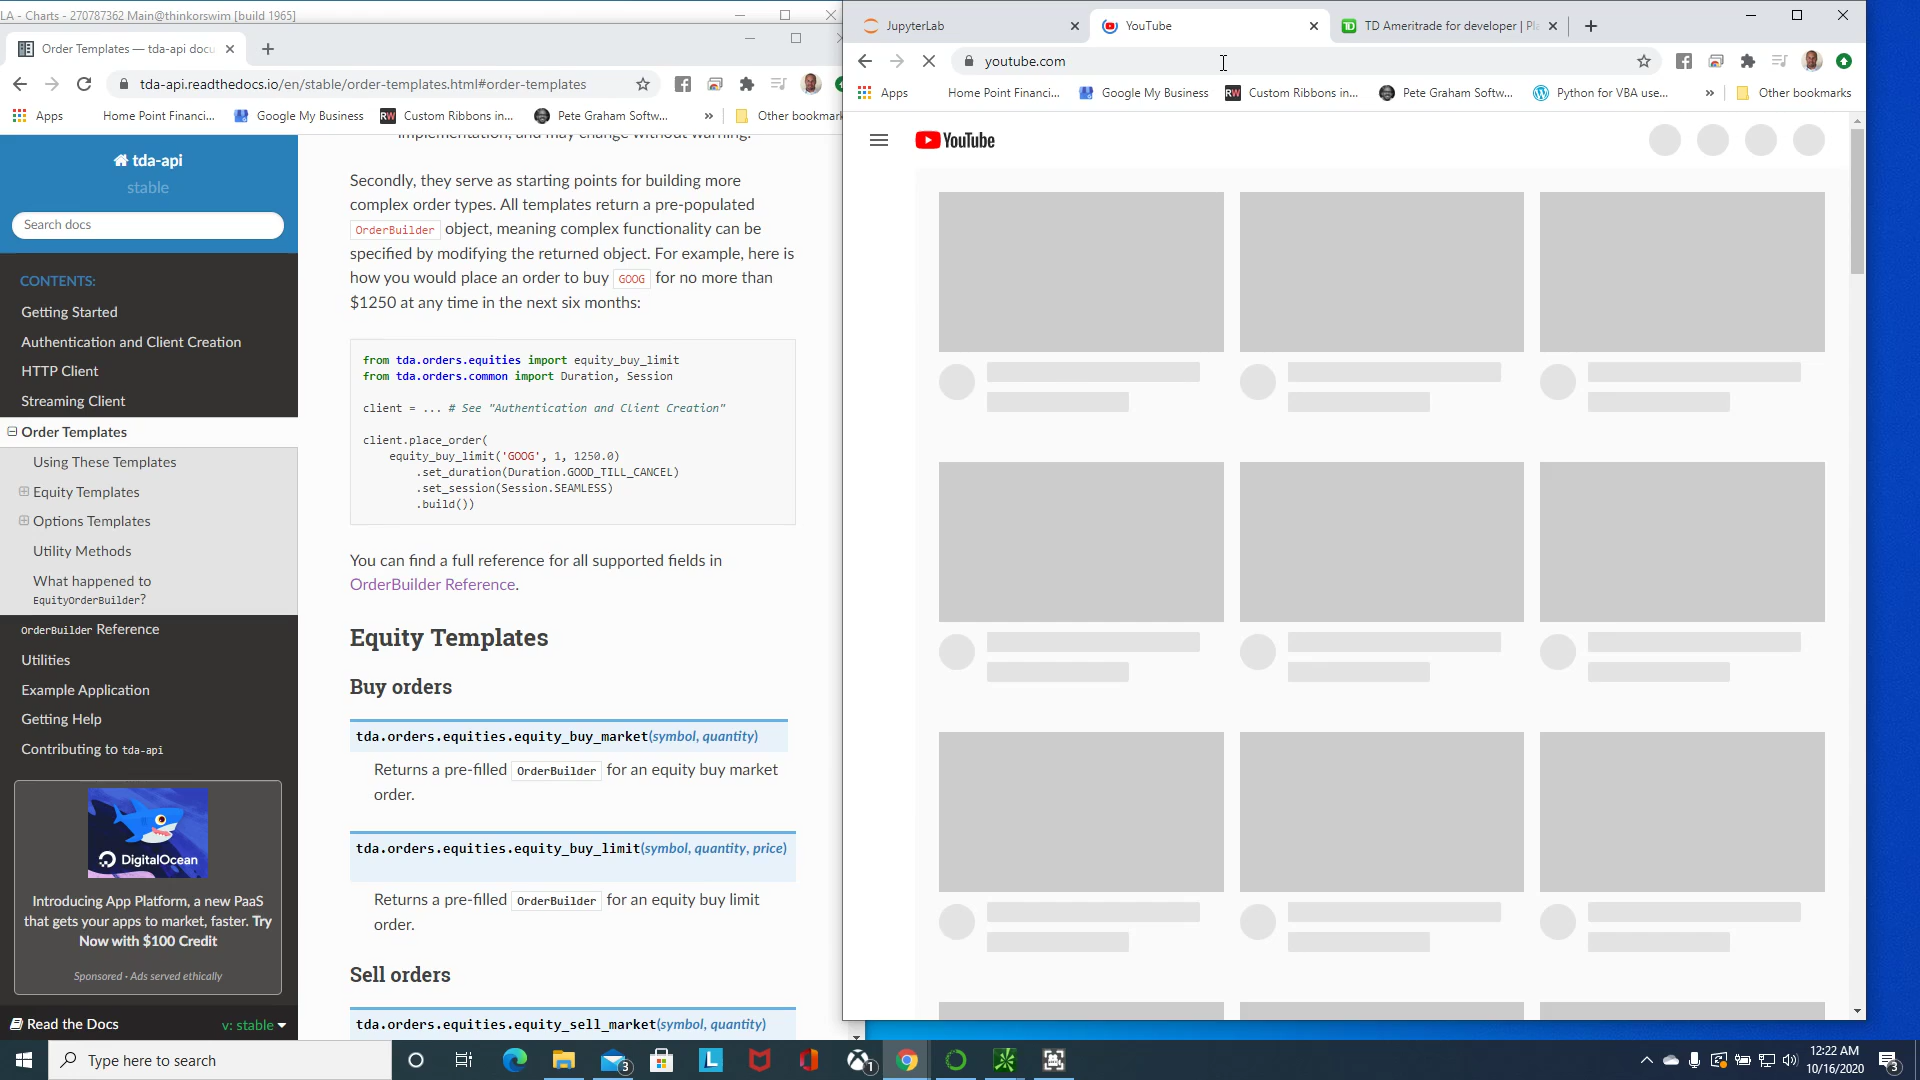 LA - Charts - 270787362 Main@thinkorswim [build 1965]
Order Templates — tda-api docu
tda-api.readthedocs.io/en/stable/order-templates.html#order-templates
Apps
Home Point Financi...
Google My Business
Custom Ribbons in...
Pete Graham Softw...
»
Other bookmark
tda-api
stable
Search docs
CONTENTS:
Getting Started
Authentication and Client Creation
HTTP Client
Streaming Client
Order Templates
Using These Templates
Equity Templates
Options Templates
Utility Methods
What happened to
EquityOrderBuilder?
OrderBuilder Reference
Utilities
Example Application
Getting Help
Contributing to tda-api
DigitalOcean
Introducing App Platform, a new PaaS
that gets your apps to market, faster. Try
Now with $100 Credit
Sponsored · Ads served ethically
Read the Docs
v: stable
implementation, and may change without warning.
Secondly, they serve as starting points for building more
complex order types. All templates return a pre-populated
OrderBuilder object, meaning complex functionality can be
specified by modifying the returned object. For example, here is
how you would place an order to buy GOOG for no more than
$1250 at any time in the next six months:
from tda.orders.equities import equity_buy_limit
from tda.orders.common import Duration, Session
client = ... # See "Authentication and Client Creation"
client.place_order(
equity_buy_limit('GOOG', 1, 1250.0)
.set_duration(Duration.GOOD_TILL_CANCEL)
.set_session(Session.SEAMLESS)
.build())
You can find a full reference for all supported fields in
OrderBuilder Reference.
Equity Templates
Buy orders
tda.orders.equities.equity_buy_market(symbol, quantity)
Returns a pre-filled OrderBuilder for an equity buy market
order.
tda.orders.equities.equity_buy_limit(symbol, quantity, price)
Returns a pre-filled OrderBuilder for an equity buy limit
order.
Sell orders
tda.orders.equities.equity_sell_market(symbol, quantity)
JupyterLab
YouTube
TD Ameritrade for developer | Pl
youtube.com
Apps
Home Point Financi...
Google My Business
Custom Ribbons in...
Pete Graham Softw...
Python for VBA use...
»
Other bookmarks
YouTube
Type here to search
3
1
12:22 AM
10/16/2020
3